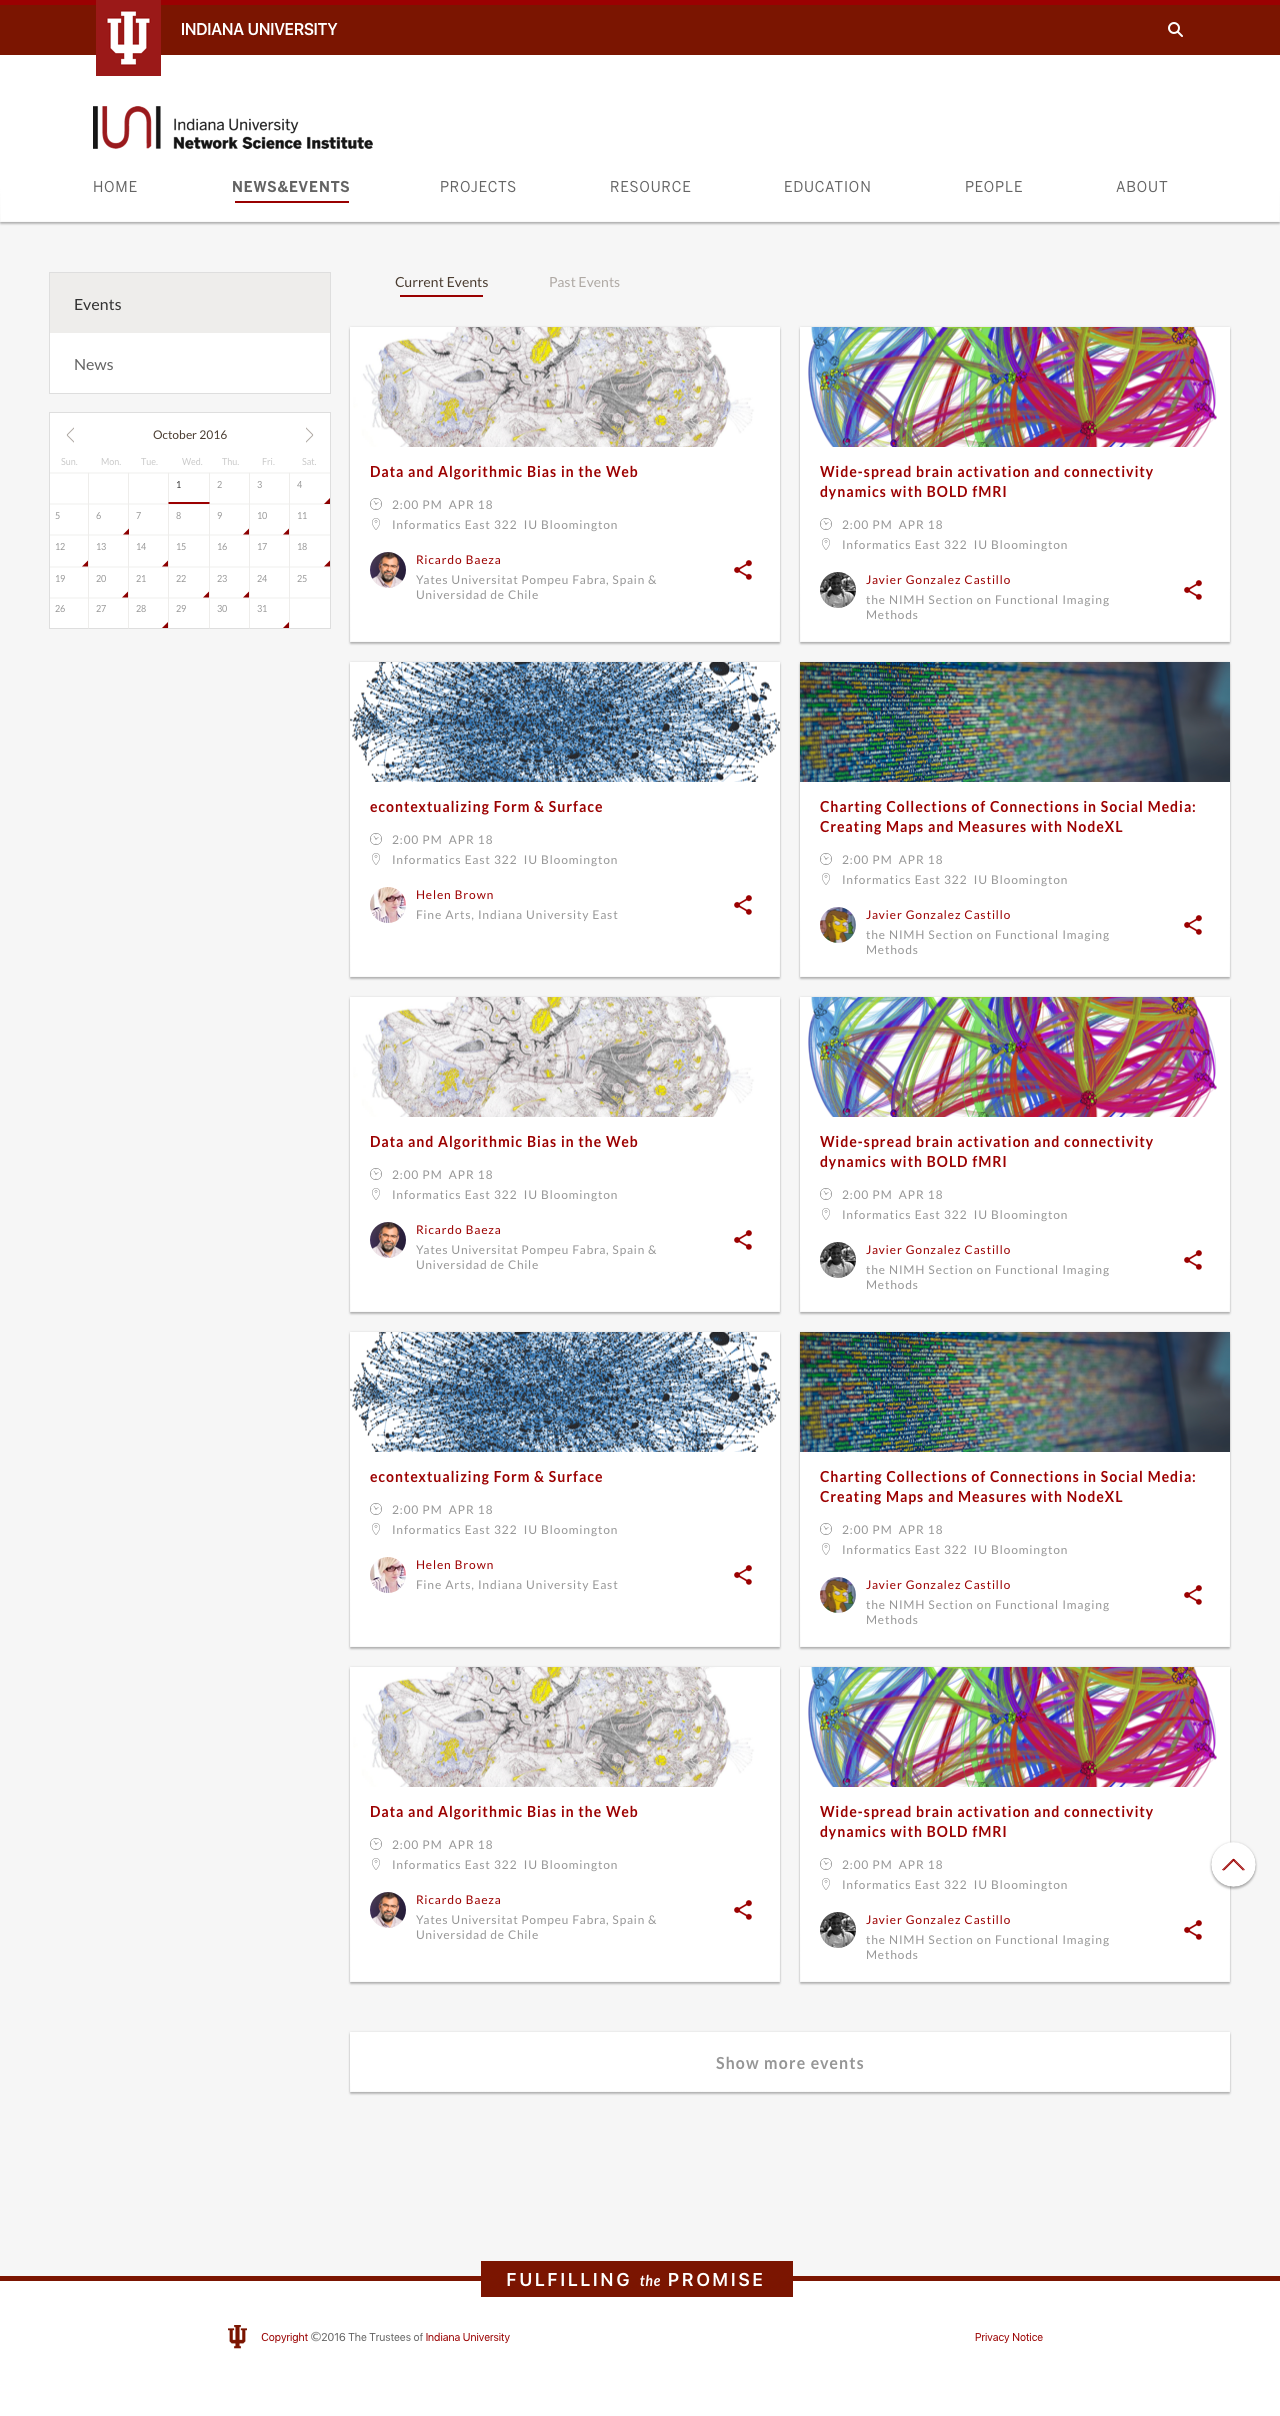 INDIANA UNIVERSITY
Indiana University
Network Science Institute
HOME NEWS&EVENTS PROJECTS RESOURCE EDUCATION PEOPLE ABOUT
Events
News
October 2016
Sun. Mon. Tue. Wed. Thu. Fri. Sat.
1 2 3 4
5 6 7 8 9 10 11
12 13 14 15 16 17 18
19 20 21 22 23 24 25
26 27 28 29 30 31
Current Events Past Events
Data and Algorithmic Bias in the Web
2:00 PM APR 18
Informatics East 322 IU Bloomington
Ricardo Baeza
Yates Universitat Pompeu Fabra, Spain &
Universidad de Chile
Wide-spread brain activation and connectivity
dynamics with BOLD fMRI
2:00 PM APR 18
Informatics East 322 IU Bloomington
Javier Gonzalez Castillo
the NIMH Section on Functional Imaging
Methods
econtextualizing Form & Surface
2:00 PM APR 18
Informatics East 322 IU Bloomington
Helen Brown
Fine Arts, Indiana University East
Charting Collections of Connections in Social Media:
Creating Maps and Measures with NodeXL
2:00 PM APR 18
Informatics East 322 IU Bloomington
Javier Gonzalez Castillo
the NIMH Section on Functional Imaging
Methods
Data and Algorithmic Bias in the Web
2:00 PM APR 18
Informatics East 322 IU Bloomington
Ricardo Baeza
Yates Universitat Pompeu Fabra, Spain &
Universidad de Chile
Wide-spread brain activation and connectivity
dynamics with BOLD fMRI
2:00 PM APR 18
Informatics East 322 IU Bloomington
Javier Gonzalez Castillo
the NIMH Section on Functional Imaging
Methods
econtextualizing Form & Surface
2:00 PM APR 18
Informatics East 322 IU Bloomington
Helen Brown
Fine Arts, Indiana University East
Charting Collections of Connections in Social Media:
Creating Maps and Measures with NodeXL
2:00 PM APR 18
Informatics East 322 IU Bloomington
Javier Gonzalez Castillo
the NIMH Section on Functional Imaging
Methods
Data and Algorithmic Bias in the Web
2:00 PM APR 18
Informatics East 322 IU Bloomington
Ricardo Baeza
Yates Universitat Pompeu Fabra, Spain &
Universidad de Chile
Wide-spread brain activation and connectivity
dynamics with BOLD fMRI
2:00 PM APR 18
Informatics East 322 IU Bloomington
Javier Gonzalez Castillo
the NIMH Section on Functional Imaging
Methods
Show more events
FULFILLING the PROMISE
Copyright ©2016 The Trustees of Indiana University
Privacy Notice